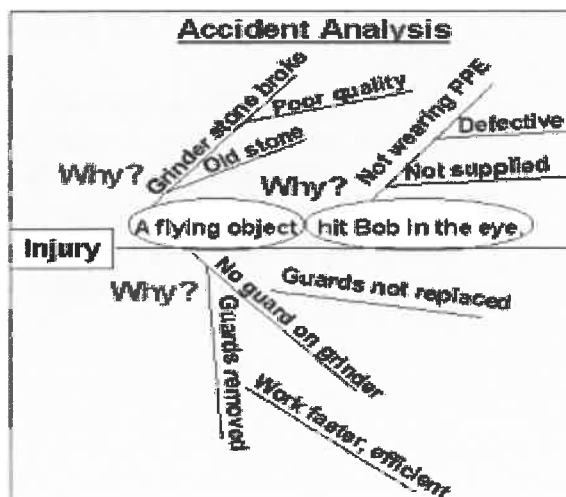 Accident Analysis
Grinder stone broke
Poor quality
Old stone
Why?
Not wearing PPE
Defective
Not supplied
Why?
A flying object hit Bob in the eye.
Injury
Why?
No guard on grinder
Guards not replaced
Guards removed
Work faster, efficient